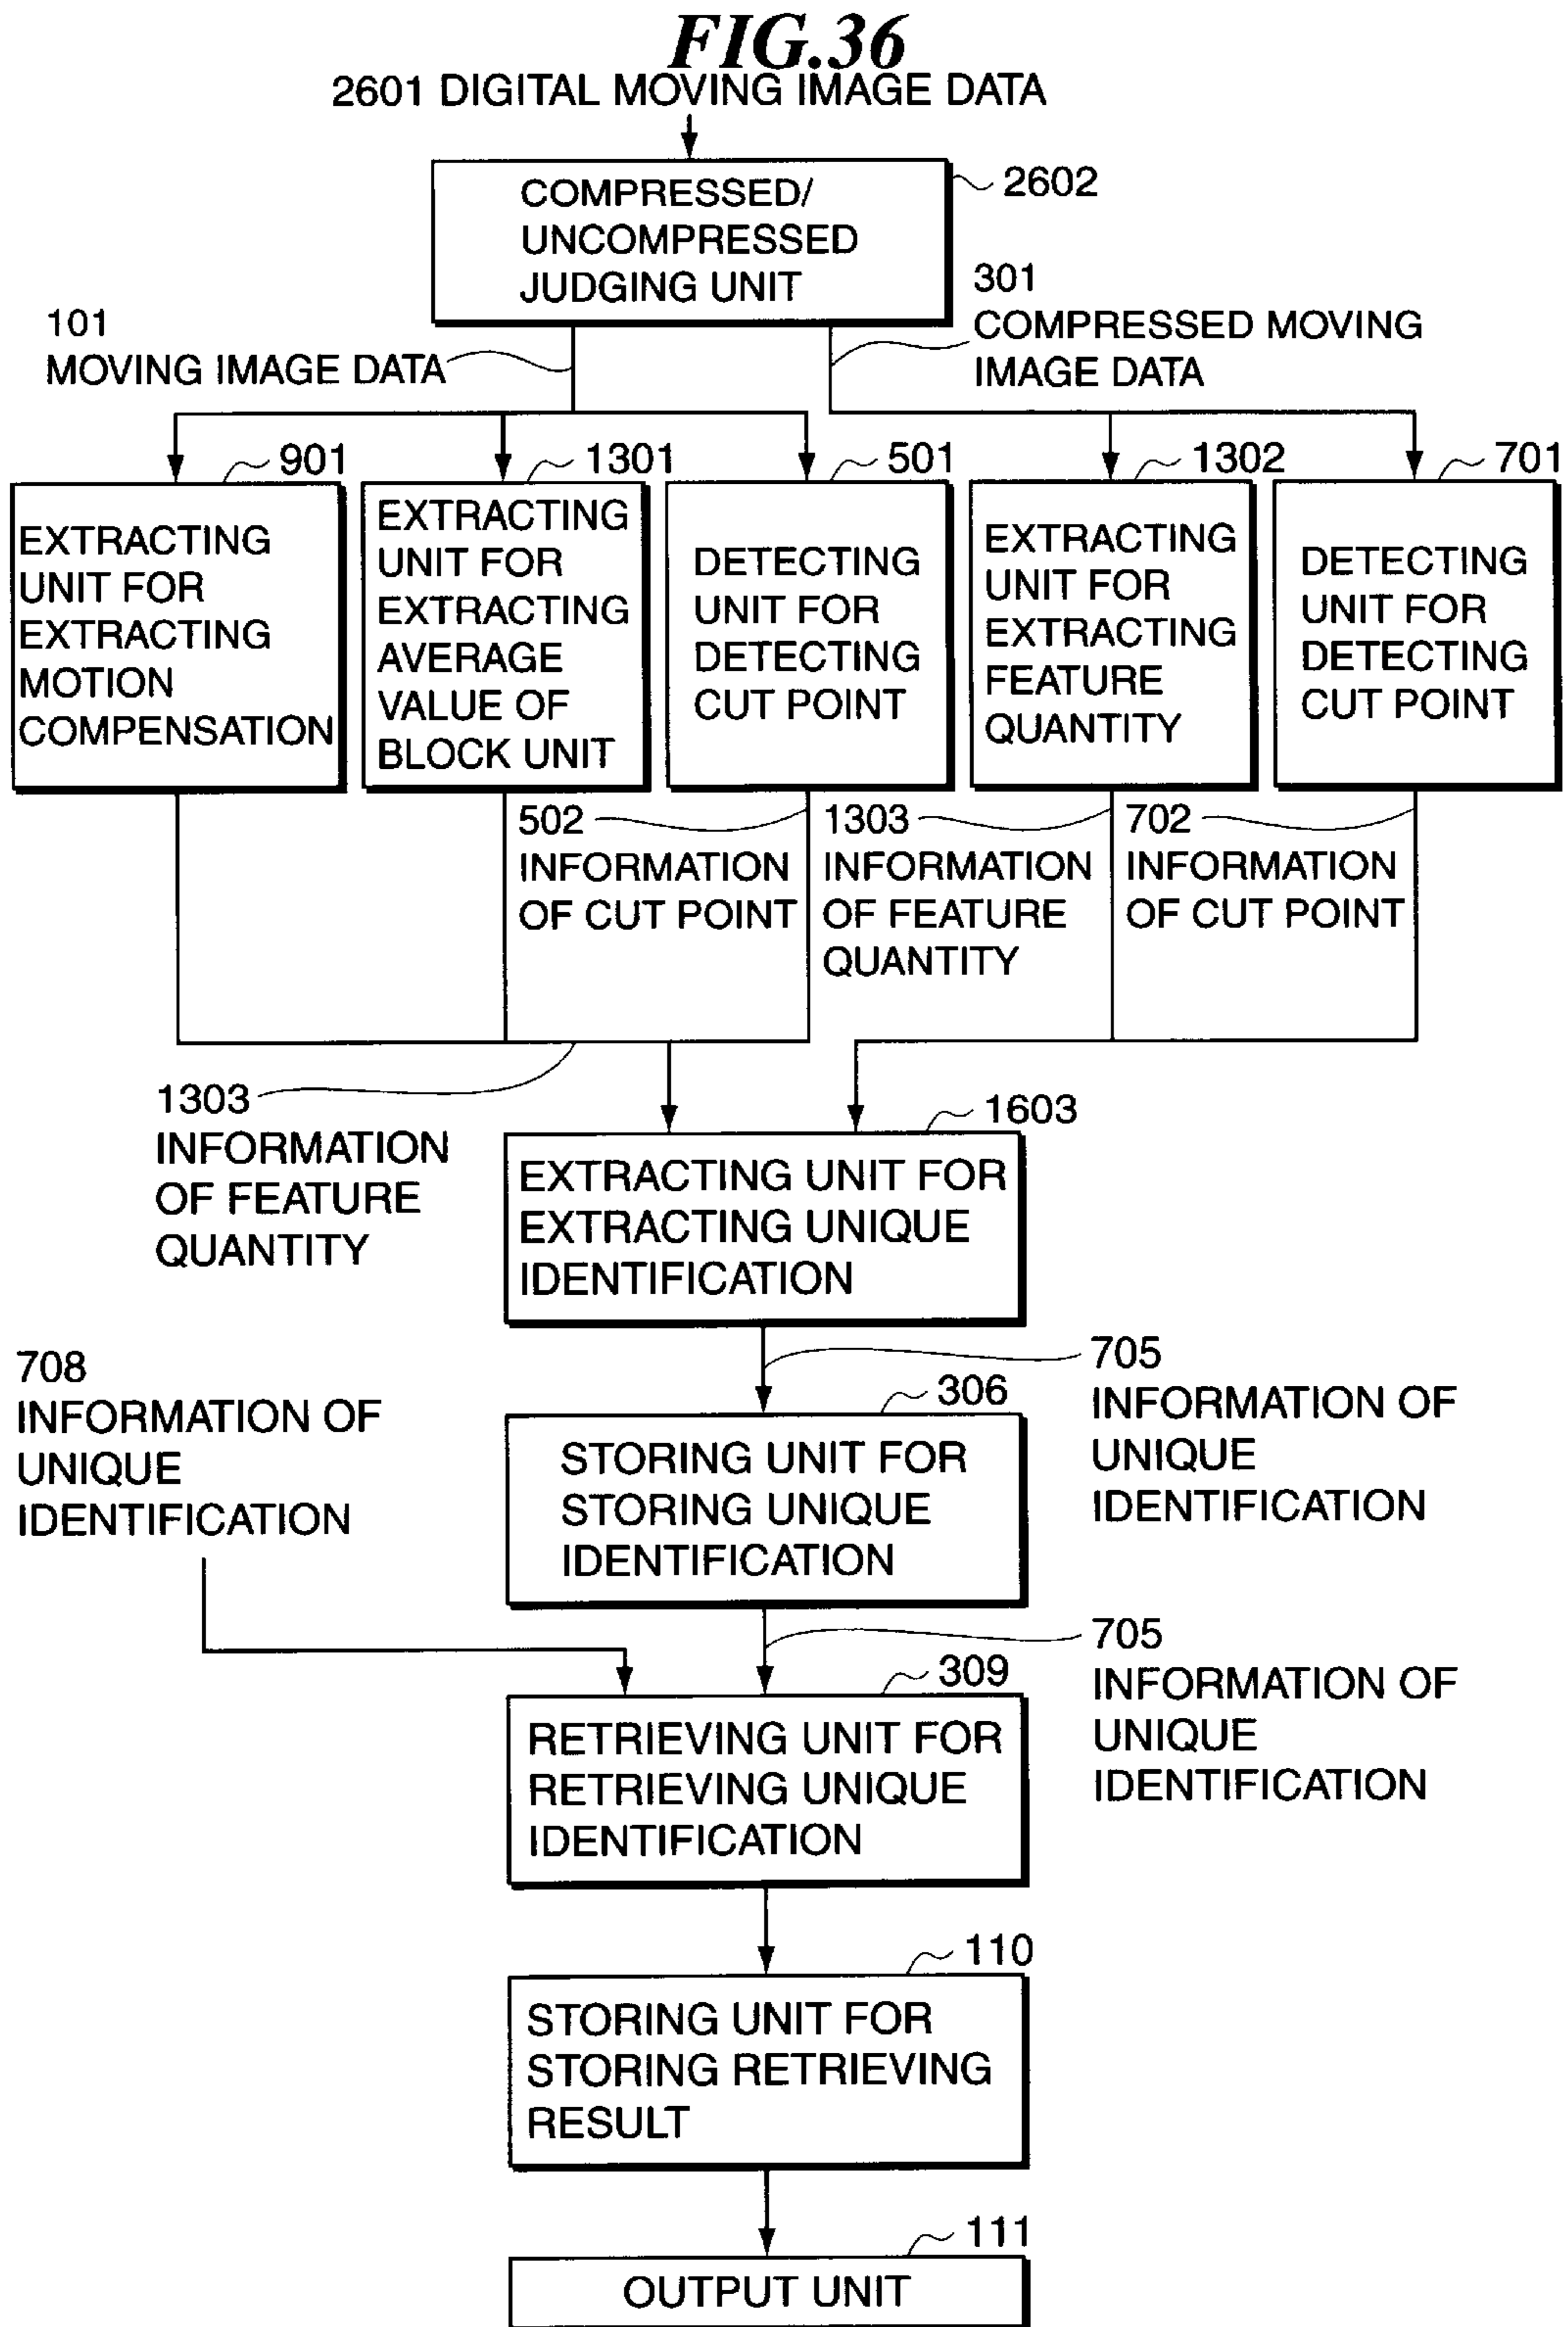 FIG.36
2601 DIGITAL MOVING IMAGE DATA
COMPRESSED/
UNCOMPRESSED
JUDGING UNIT
2602
101
MOVING IMAGE DATA
301
COMPRESSED MOVING
IMAGE DATA
901
EXTRACTING
UNIT FOR
EXTRACTING
MOTION
COMPENSATION
1301
EXTRACTING
UNIT FOR
EXTRACTING
AVERAGE
VALUE OF
BLOCK UNIT
501
DETECTING
UNIT FOR
DETECTING
CUT POINT
1302
EXTRACTING
UNIT FOR
EXTRACTING
FEATURE
QUANTITY
701
DETECTING
UNIT FOR
DETECTING
CUT POINT
502
INFORMATION
OF CUT POINT
1303
INFORMATION
OF FEATURE
QUANTITY
702
INFORMATION
OF CUT POINT
1303
INFORMATION
OF FEATURE
QUANTITY
1603
EXTRACTING UNIT FOR
EXTRACTING UNIQUE
IDENTIFICATION
705
INFORMATION OF
UNIQUE
IDENTIFICATION
708
INFORMATION OF
UNIQUE
IDENTIFICATION
306
STORING UNIT FOR
STORING UNIQUE
IDENTIFICATION
705
INFORMATION OF
UNIQUE
IDENTIFICATION
309
RETRIEVING UNIT FOR
RETRIEVING UNIQUE
IDENTIFICATION
110
STORING UNIT FOR
STORING RETRIEVING
RESULT
111
OUTPUT UNIT